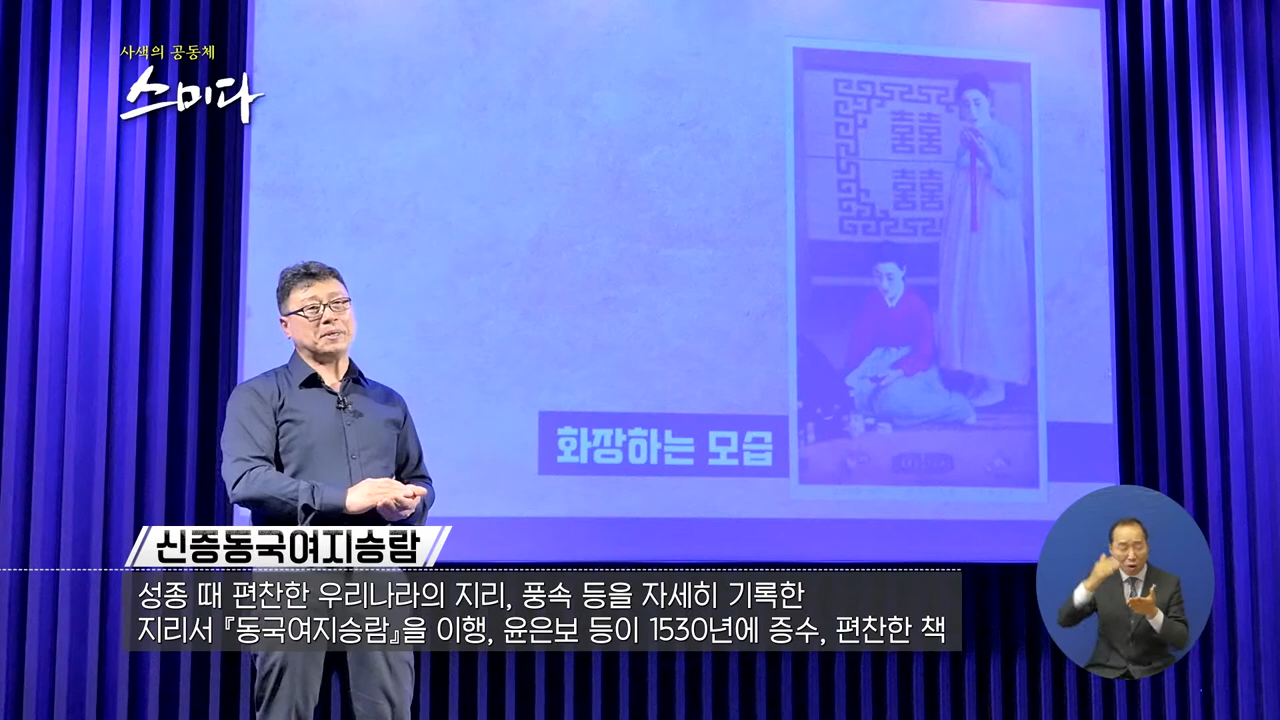 사색의 공동체
스미다
囍 囍
囍 囍
화장하는 모습
신증동국여지승람
성종 때 편찬한 우리나라의 지리, 풍속 등을 자세히 기록한
지리서 『동국여지승람』을 이행, 윤은보 등이 1530년에 증수, 편찬한 책